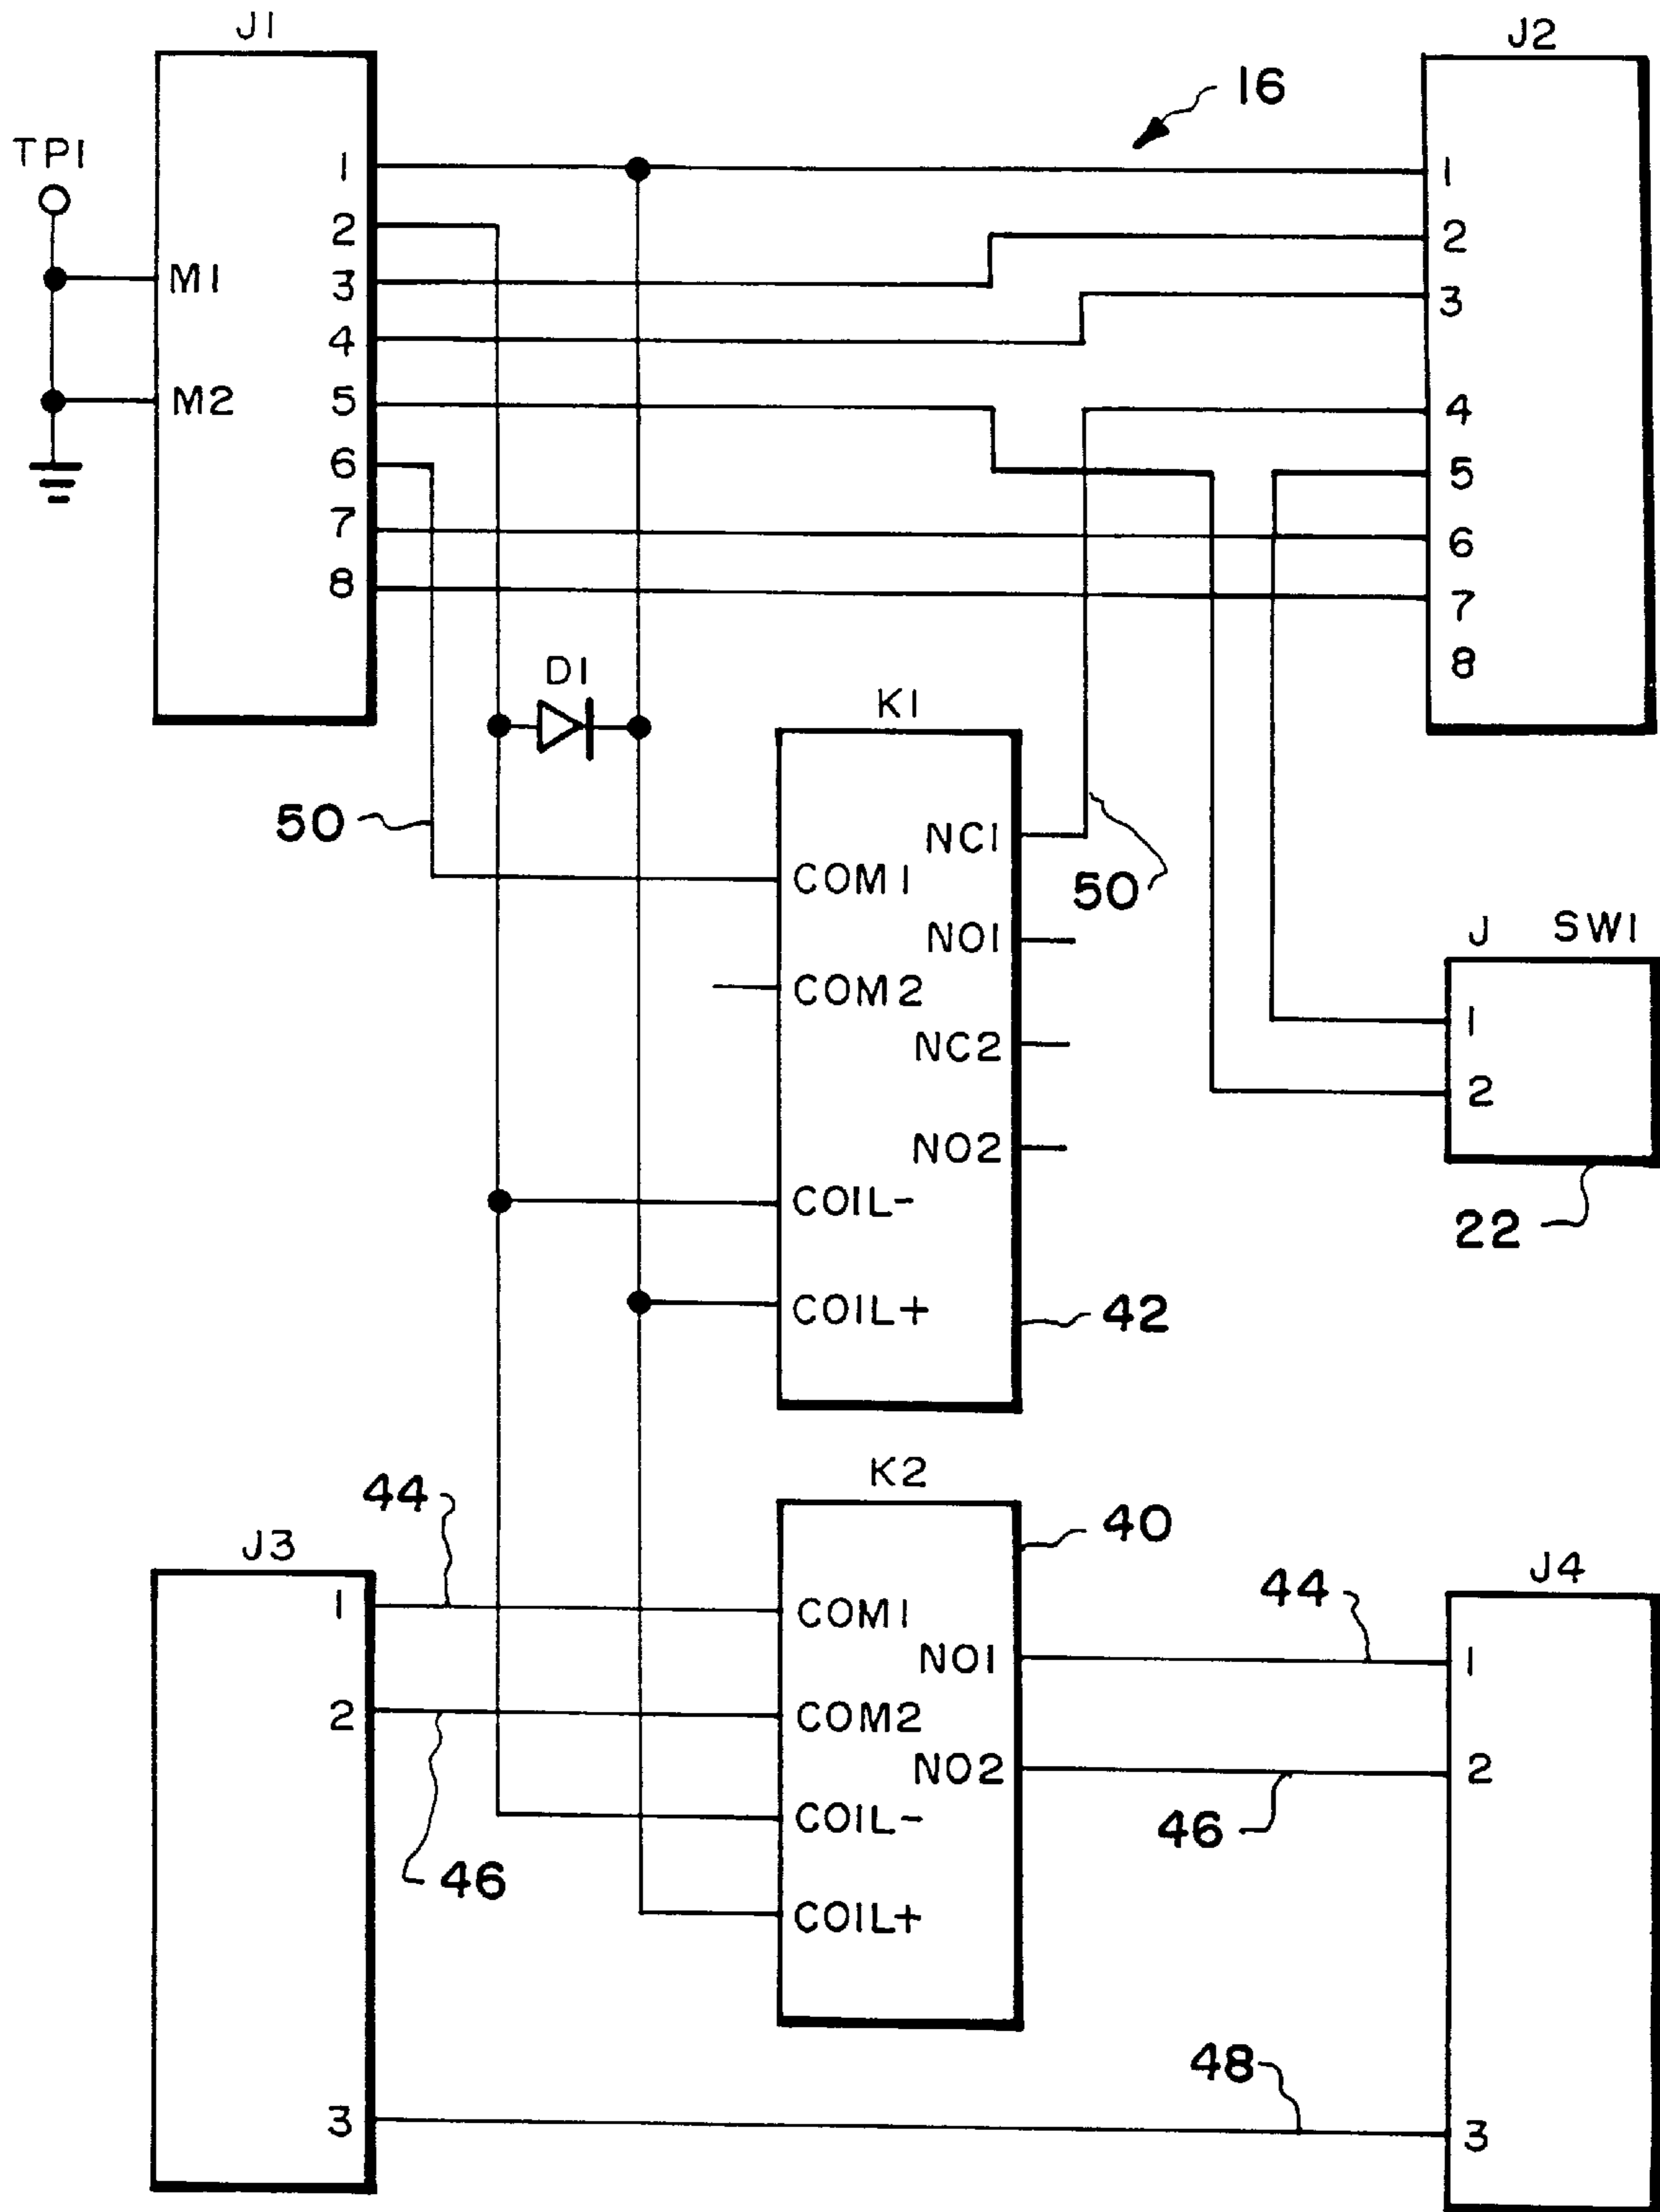 J1
J2
16
TP1
1
1
2
2
M1
3
3
4
M2
5
4
6
5
7
6
8
7
8
D1
K1
50
NC1
COM1
50
NO1
J SW1
COM2
1
NC2
2
NO2
COIL-
22
COIL+
42
K2
44
40
J3
J4
1
COM1
44
NO1
1
2
COM2
NO2
2
COIL-
46
46
COIL+
48
3
3